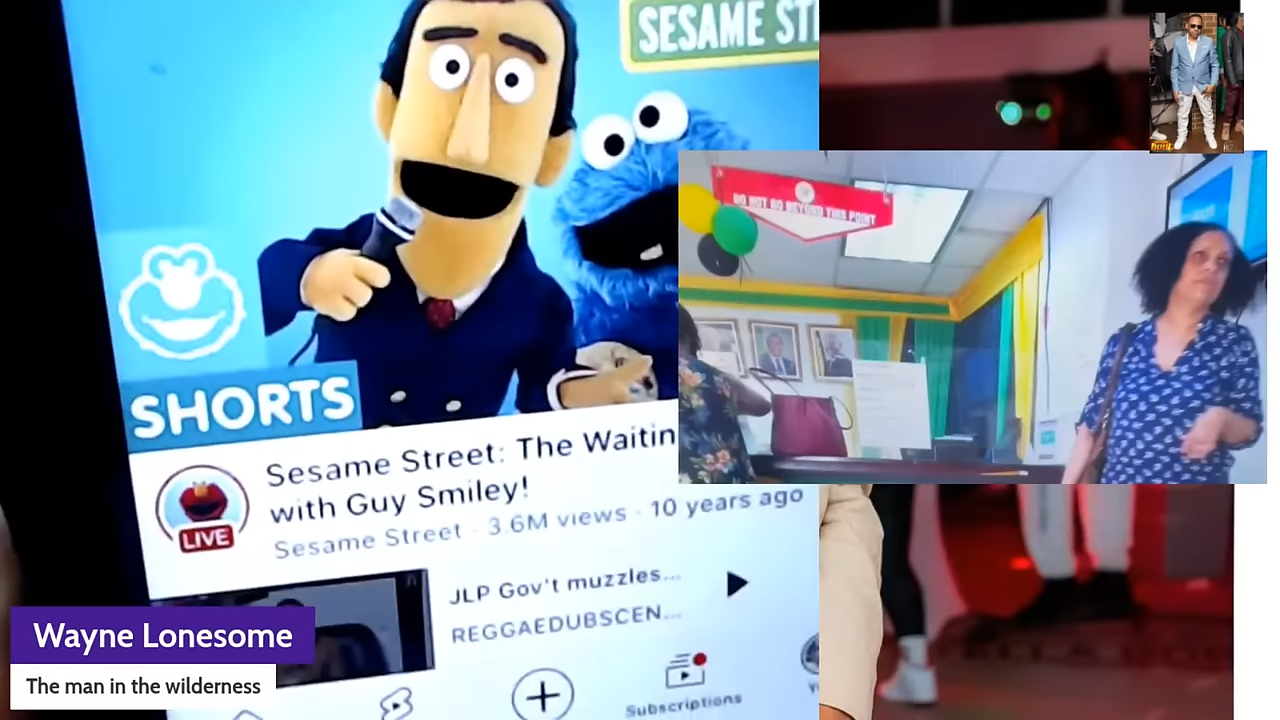 SESAME ST
DO NOT GO BEYOND THIS POINT
SHORTS
LIVE
Sesame Street: The Waitin
with Guy Smiley!
Sesame Street · 3.6M views · 10 years ago
JLP Gov't muzzles...
REGGAEDUBSCEN...
Subscriptions
Wayne Lonesome
The man in the wilderness